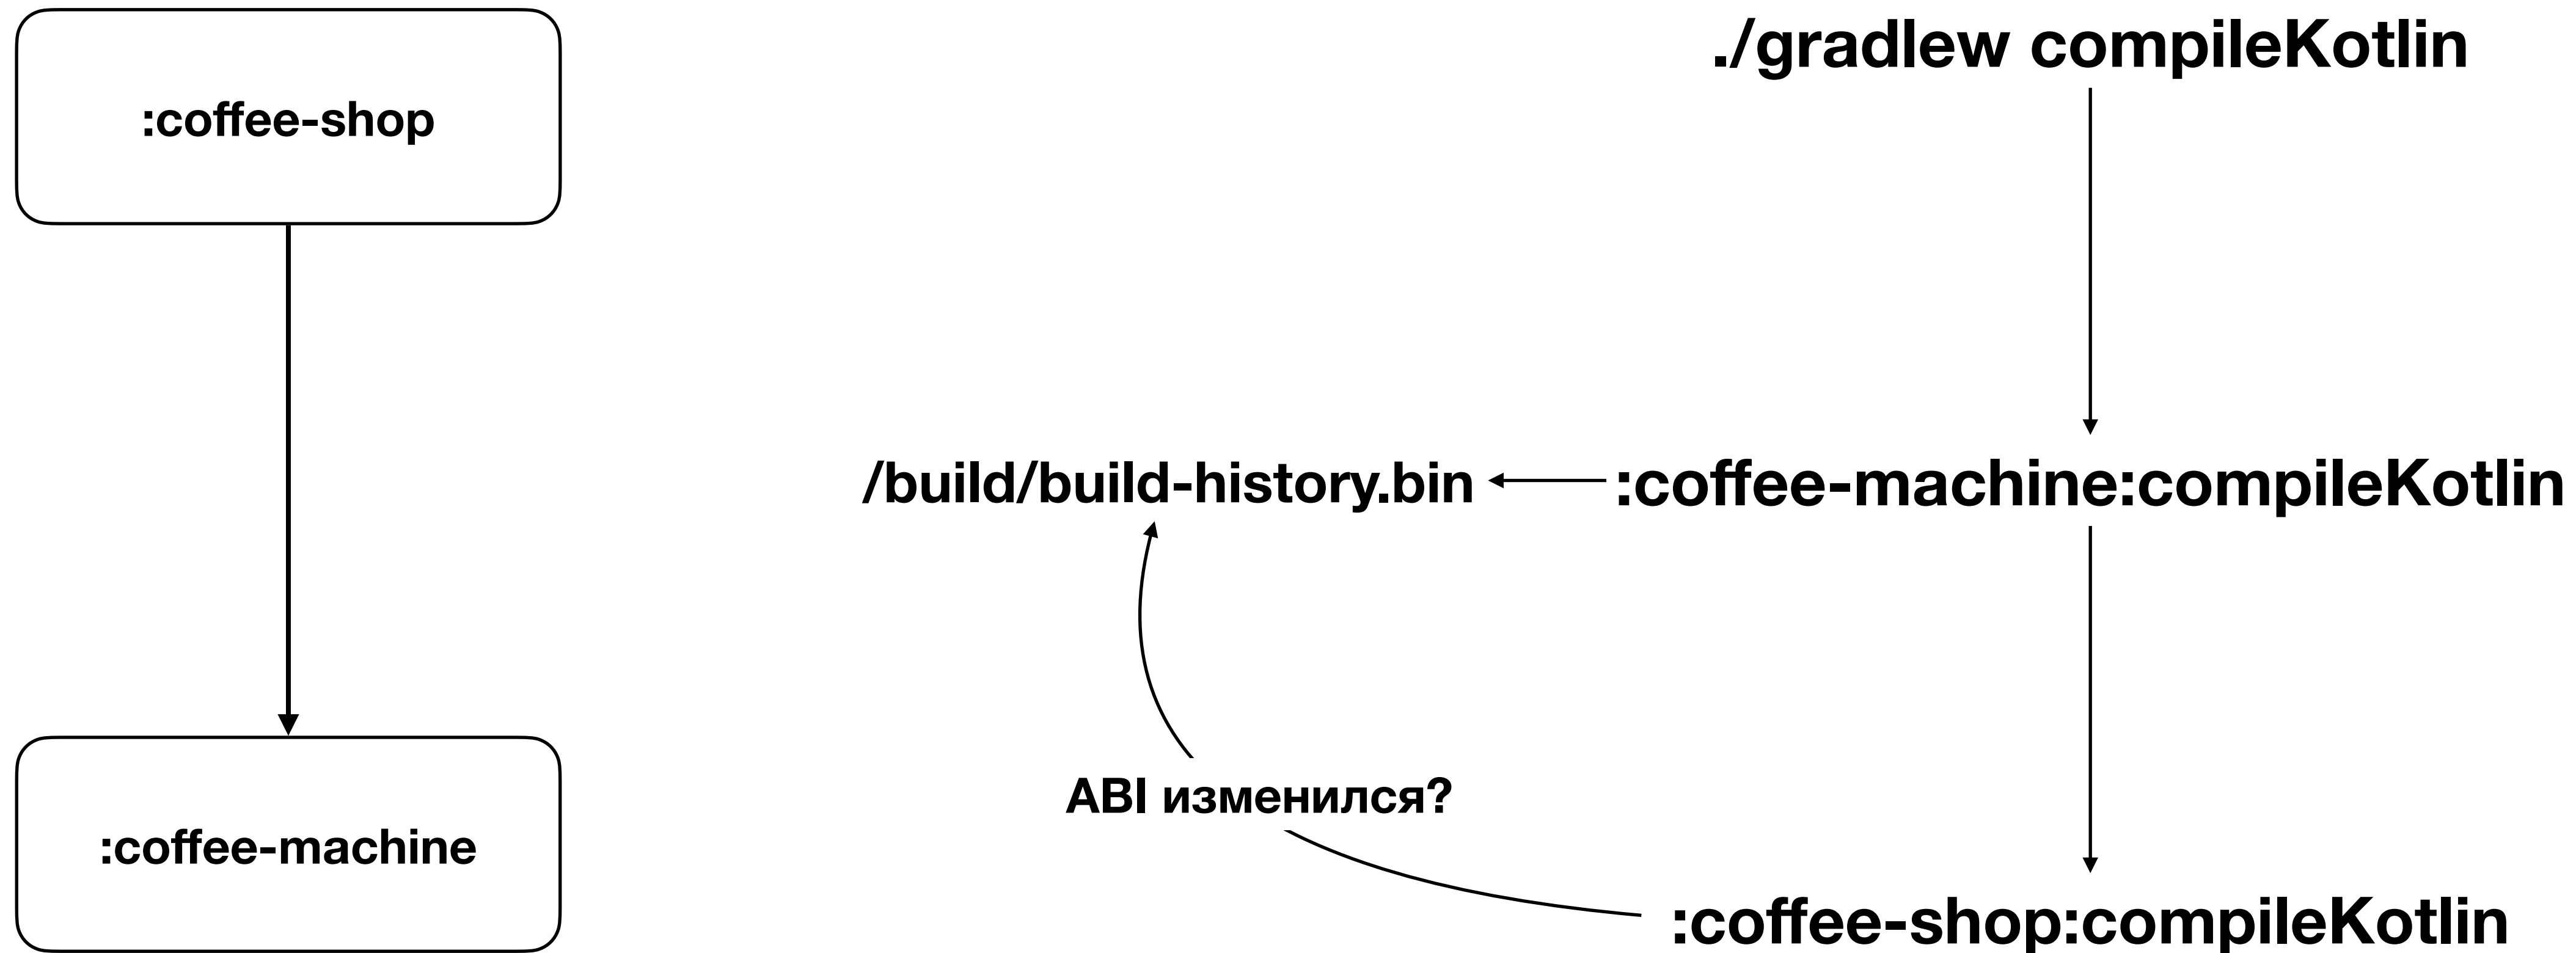 :coffee-shop
:coffee-machine
./gradlew compileKotlin
/build/build-history.bin
:coffee-machine:compileKotlin
ABI изменился?
:coffee-shop:compileKotlin